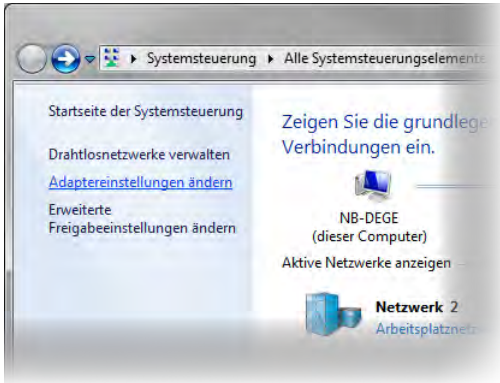 Systemsteuerung Alle Systemsteuerungselemente
Startseite der Systemsteuerung
Drahtlosnetzwerke verwalten
Adaptereinstellungen ändern
Erweiterte
Freigabeeinstellungen ändern
Zeigen Sie die grundlege
Verbindungen ein.
NB-DEGE
(dieser Computer)
Aktive Netzwerke anzeigen
Netzwerk 2
Arbeitsplatznetz